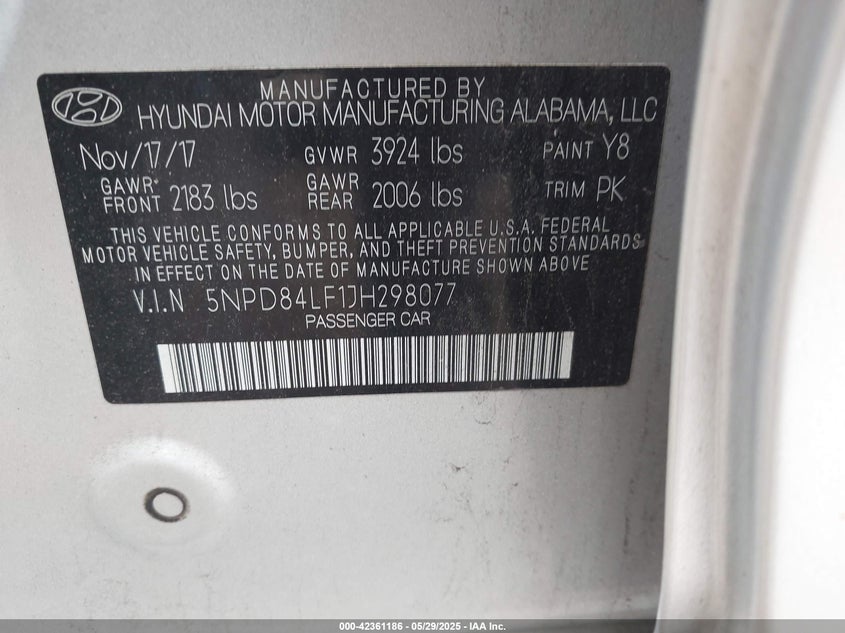 MANUFACTURED BY
HYUNDAI MOTOR MANUFACTURING ALABAMA, LLC
Nov/17/17 GVWR 3924 lbs PAINT Y8
GAWR FRONT 2183 lbs GAWR REAR 2006 lbs TRIM PK
THIS VEHICLE CONFORMS TO ALL APPLICABLE U.S.A. FEDERAL
MOTOR VEHICLE SAFETY, BUMPER, AND THEFT PREVENTION STANDARDS
IN EFFECT ON THE DATE OF MANUFACTURE SHOWN ABOVE
V.I.N 5NPD84LF1JH298077
PASSENGER CAR
000-42361186 - 05/29/2025 - IAA Inc.